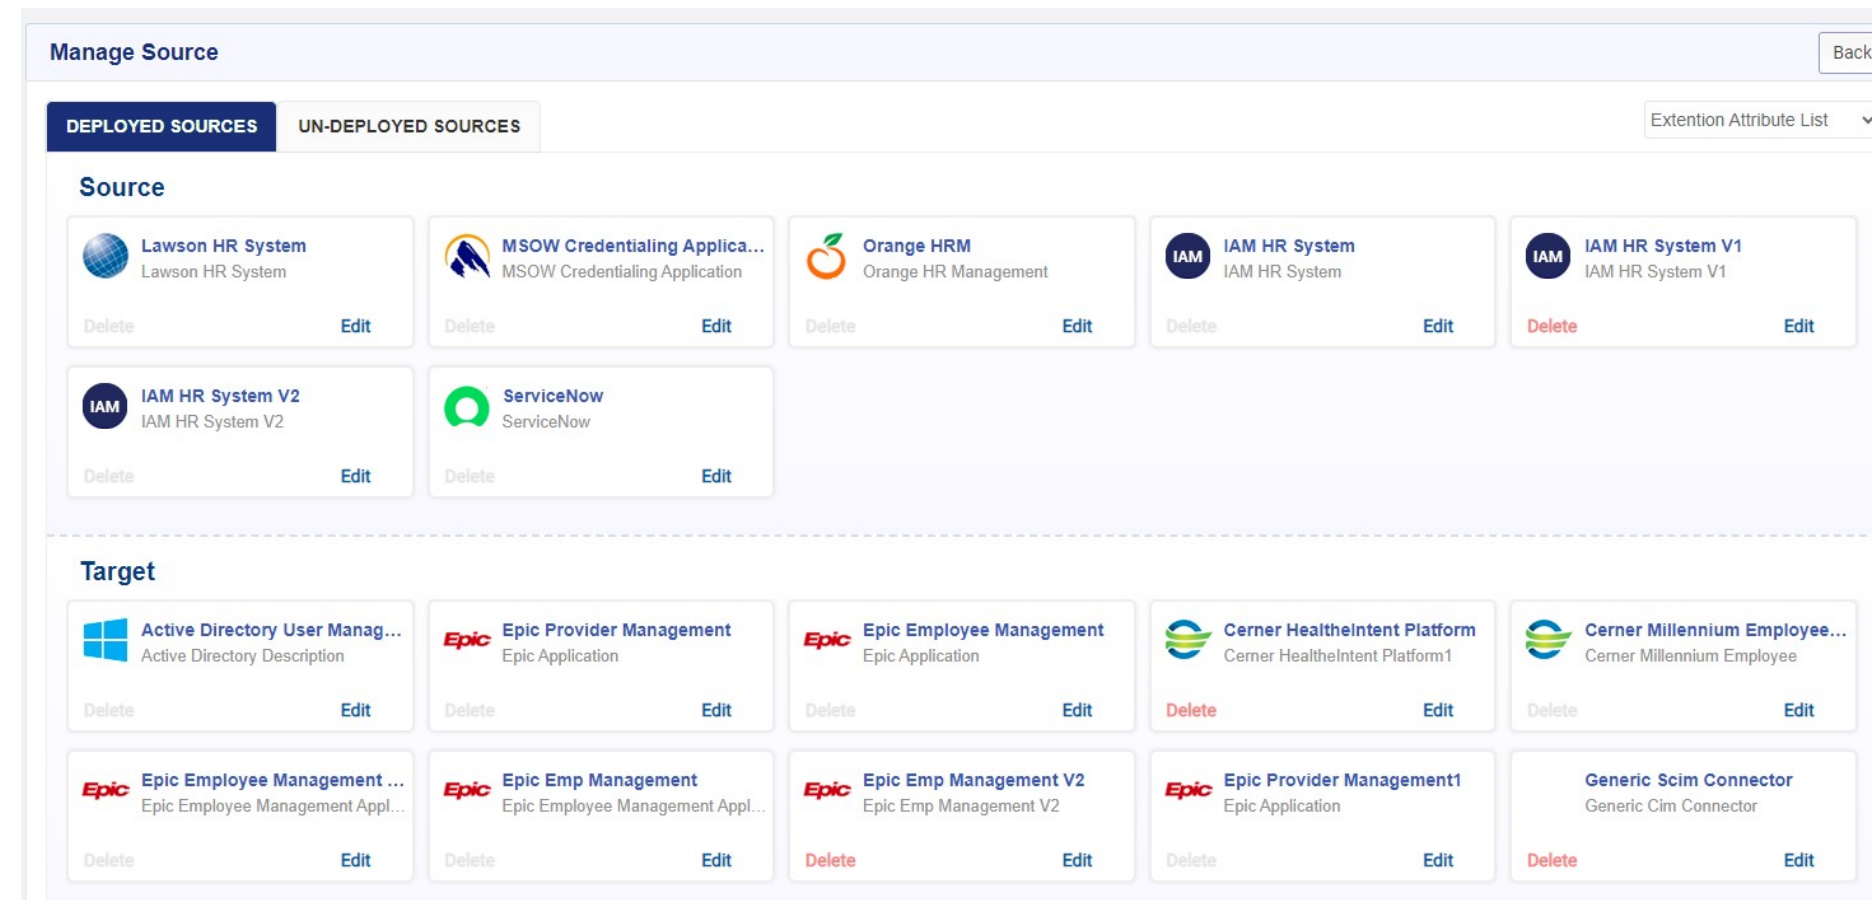 Manage Source
Back
DEPLOYED SOURCES UN-DEPLOYED SOURCES
Extention Attribute List
Source
Lawson HR System
Lawson HR System
Delete Edit
MSOW Credentialing Applica...
MSOW Credentialing Application
Delete Edit
Orange HRM
Orange HR Management
Delete Edit
IAM
IAM HR System
IAM HR System
Delete Edit
IAM
IAM HR System V1
IAM HR System V1
Delete Edit
IAM
IAM HR System V2
IAM HR System V2
Delete Edit
ServiceNow
ServiceNow
Delete Edit
Target
Active Directory User Manag...
Active Directory Description
Delete Edit
Epic
Epic Provider Management
Epic Application
Delete Edit
Epic
Epic Employee Management
Epic Application
Delete Edit
Cerner HealtheIntent Platform
Cerner HealtheIntent Platform1
Delete Edit
Cerner Millennium Employee...
Cerner Millennium Employee
Delete Edit
Epic
Epic Employee Management ...
Epic Employee Management Appl...
Delete Edit
Epic
Epic Emp Management
Epic Employee Management Appl...
Delete Edit
Epic
Epic Emp Management V2
Epic Emp Management V2
Delete Edit
Epic
Epic Provider Management1
Epic Application
Delete Edit
Generic Scim Connector
Generic Cim Connector
Delete Edit